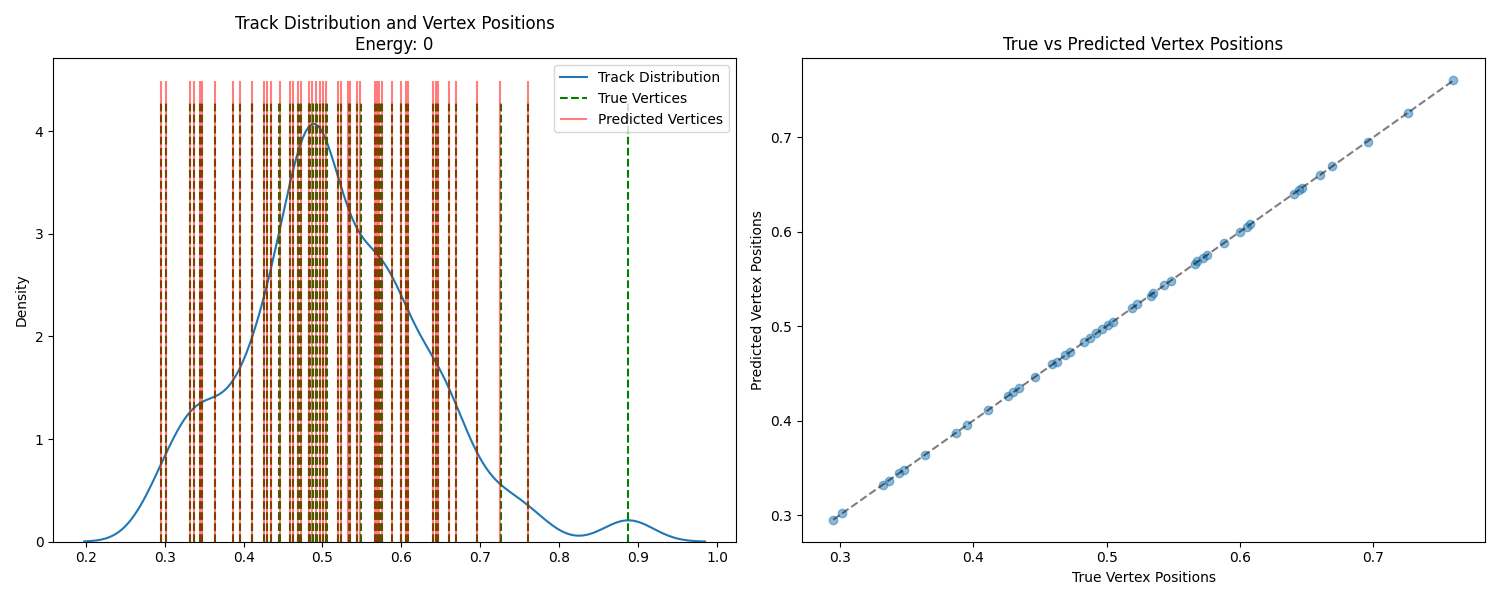 Track Distribution and Vertex Positions
Energy: 0
Density
4
3
2
1
0
0.2 0.3 0.4 0.5 0.6 0.7 0.8 0.9 1.0
Track Distribution
True Vertices
Predicted Vertices
True vs Predicted Vertex Positions
Predicted Vertex Positions
0.7
0.6
0.5
0.4
0.3
0.3 0.4 0.5 0.6 0.7
True Vertex Positions